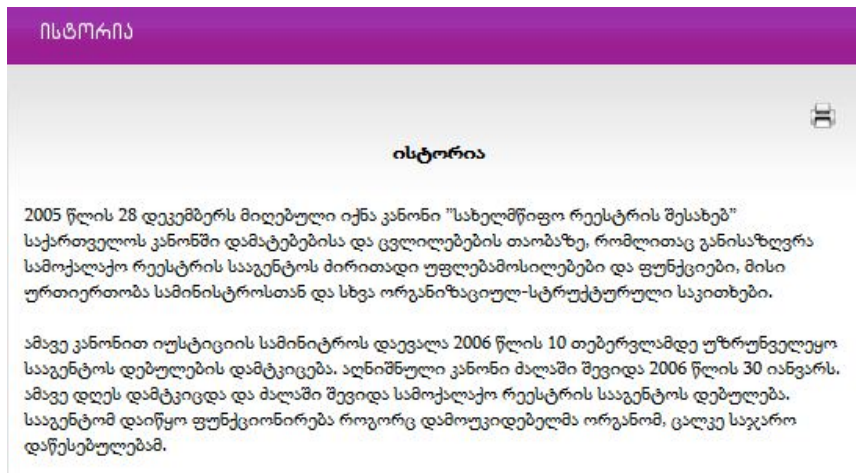 ისტორია
ისტორია
2005 წლის 28 დეკემბერს მიღებული იქნა კანონი ”სახელმწიფო რეესტრის შესახებ”
საქართველოს კანონში დამატებებისა და ცვლილებების თაობაზე, რომლითაც განისაზღვრა
სამოქალაქო რეესტრის სააგენტოს ძირითადი უფლებამოსილებები და ფუნქციები, მისი
ურთიერთობა სამინისტროსთან და სხვა ორგანიზაციულ-სტრუქტურული საკითხები.
ამავე კანონით იუსტიციის სამინიტროს დაევალა 2006 წლის 10 თებერვლამდე უზრუნველეყო
სააგენტოს დებულების დამტკიცება. აღნიშნული კანონი ძალაში შევიდა 2006 წლის 30 იანვარს.
ამავე დღეს დამტკიცდა და ძალაში შევიდა სამოქალაქო რეესტრის სააგენტოს დებულება.
სააგენტომ დაიწყო ფუნქციონირება როგორც დამოუკიდებელმა ორგანომ, ცალკე საჯარო
დაწესებულებამ.